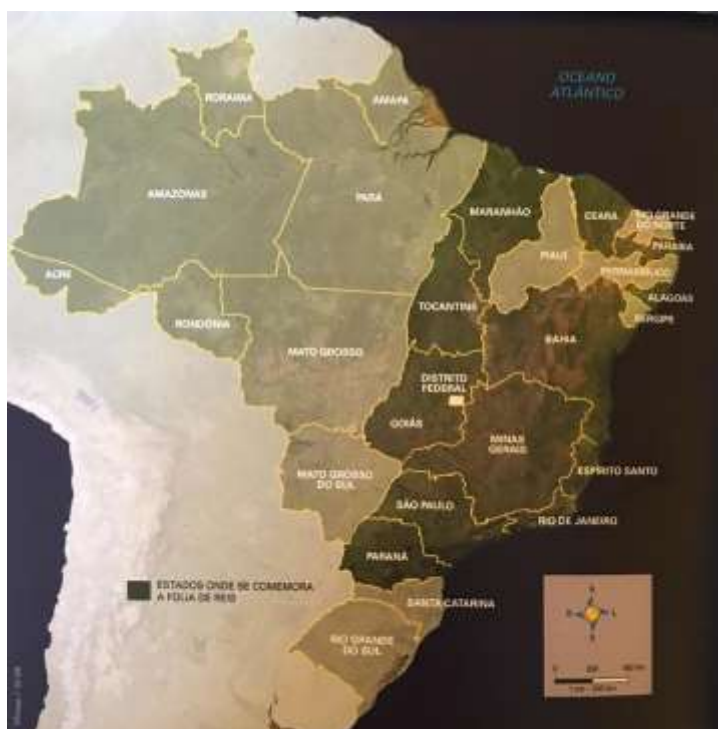 OCEANO
ATLÂNTICO
RORAIMA
AMAPÁ
AMAZONAS
PARÁ
MARANHÃO
CEARÁ
RIO GRANDE
DO NORTE
PARAÍBA
PIAUÍ
PERNAMBUCO
ACRE
TOCANTINS
ALAGOAS
SERGIPE
RONDÔNIA
MATO GROSSO
BAHIA
DISTRITO
FEDERAL
GOIÁS
MINAS
GERAIS
MATO GROSSO
DO SUL
ESPÍRITO SANTO
SÃO PAULO
RIO DE JANEIRO
PARANÁ
ESTADOS ONDE SE COMEMORA
A FOLIA DE REIS
SANTA CATARINA
RIO GRANDE
DO SUL